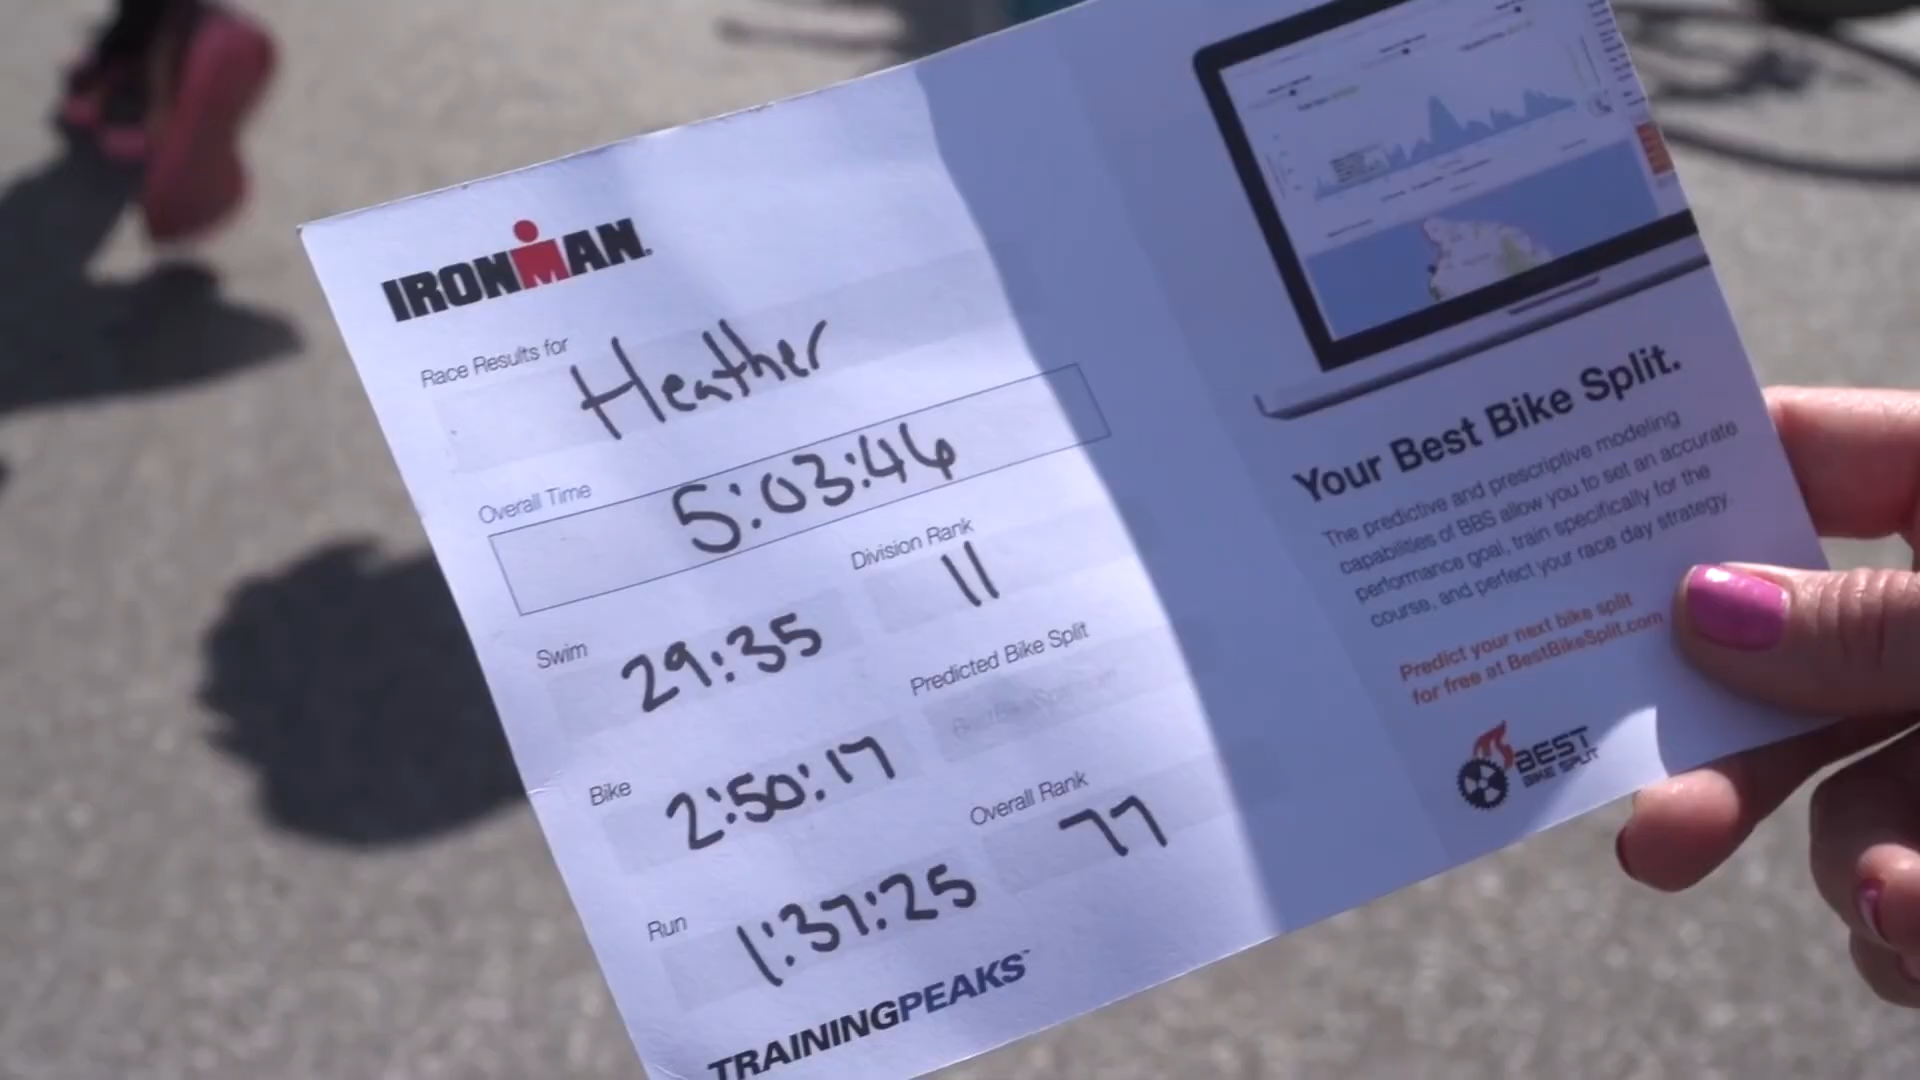 IRONMAN
Race Results for Heather
Overall Time 5:03:46
Division Rank 11
Swim 29:35
Predicted Bike Split
Bike 2:50:17
Overall Rank 77
Run 1:37:25
TRAININGPEAKS™
Your Best Bike Split.
The predictive and prescriptive modeling
capabilities of BBS allow you to set an accurate
performance goal, train specifically for the
course, and perfect your race day strategy
Predict your next bike split
for free at BestBikeSplit.com
BEST
BIKE SPLIT